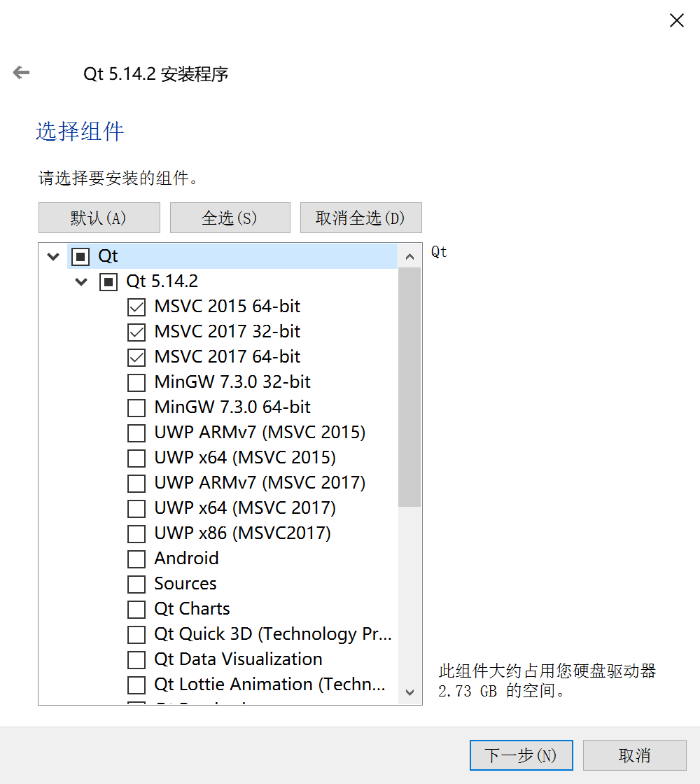 Qt 5.14.2 安装程序
选择组件
请选择要安装的组件。
默认(A)
全选(S)
取消全选(D)
Qt
Qt
Qt 5.14.2
MSVC 2015 64-bit
MSVC 2017 32-bit
MSVC 2017 64-bit
MinGW 7.3.0 32-bit
MinGW 7.3.0 64-bit
UWP ARMv7 (MSVC 2015)
UWP x64 (MSVC 2015)
UWP ARMv7 (MSVC 2017)
UWP x64 (MSVC 2017)
UWP x86 (MSVC2017)
Android
Sources
Qt Charts
Qt Quick 3D (Technology Pr...
Qt Data Visualization
Qt Lottie Animation (Techn...
此组件大约占用您硬盘驱动器
2.73 GB 的空间。
下一步(N)
取消